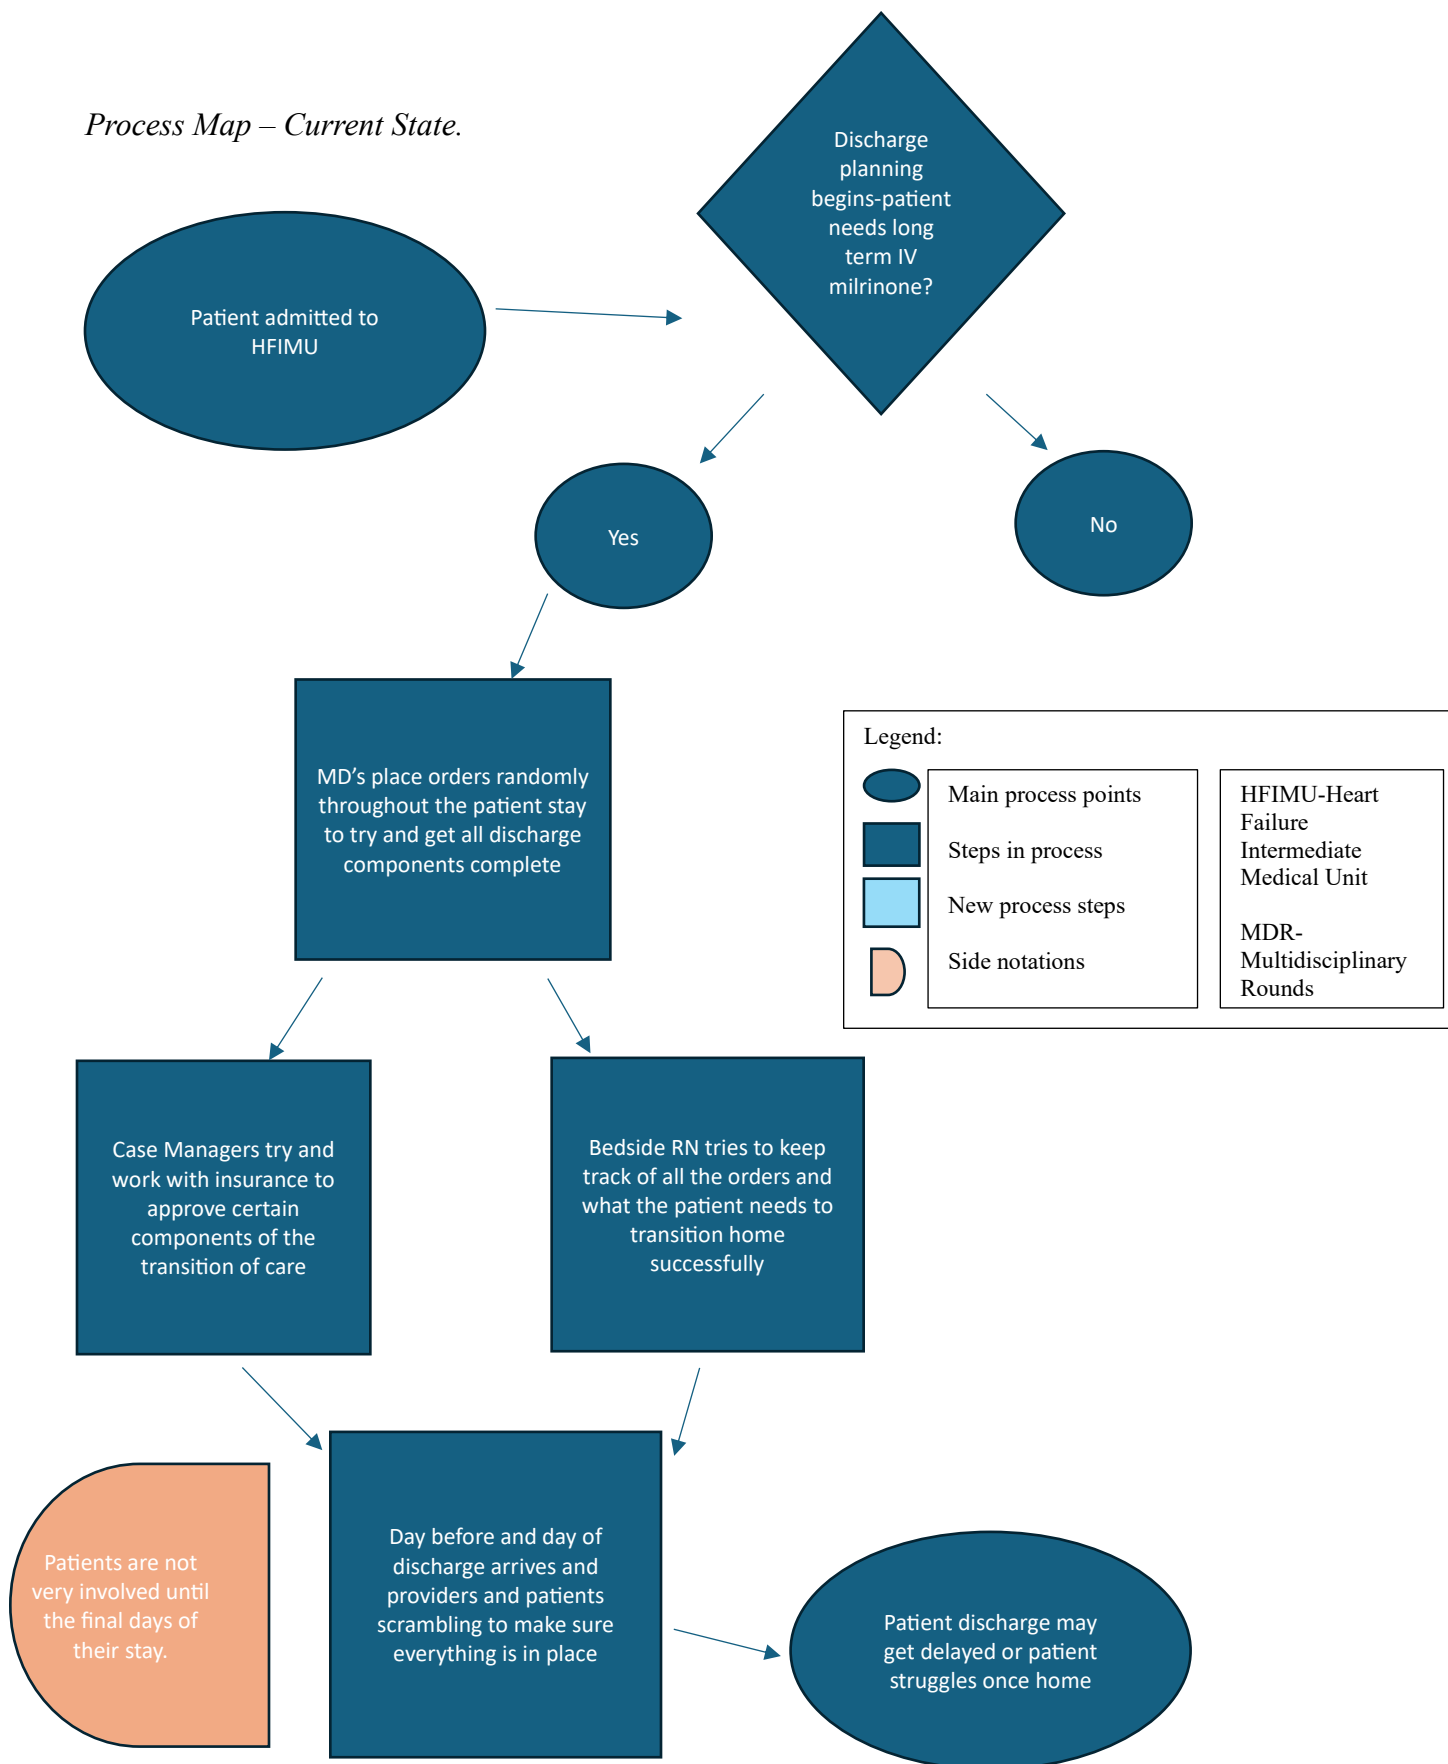 Process Map – Current State.
Discharge
planning
begins-patient
needs long
term IV
milrinone?
Patient admitted to
HFIMU
Yes
No
MD’s place orders randomly
throughout the patient stay
to try and get all discharge
components complete
Legend:
Main process points
Steps in process
New process steps
Side notations
HFIMU-Heart
Failure
Intermediate
Medical Unit
MDR-
Multidisciplinary
Rounds
Case Managers try and
work with insurance to
approve certain
components of the
transition of care
Bedside RN tries to keep
track of all the orders and
what the patient needs to
transition home
successfully
Patients are not
very involved until
the final days of
their stay.
Day before and day of
discharge arrives and
providers and patients
scrambling to make sure
everything is in place
Patient discharge may
get delayed or patient
struggles once home